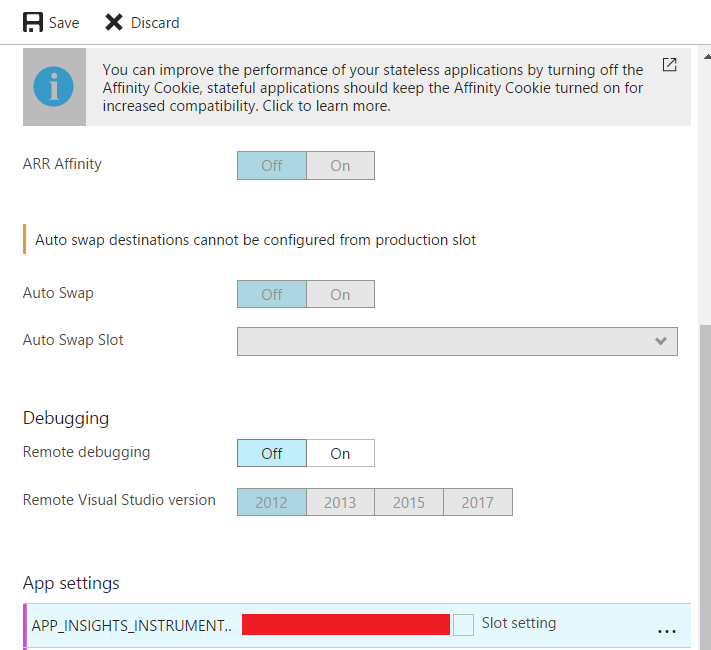 Save Discard
You can improve the performance of your stateless applications by turning off the
Affinity Cookie, stateful applications should keep the Affinity Cookie turned on for
increased compatibility. Click to learn more.
ARR Affinity Off On
Auto swap destinations cannot be configured from production slot
Auto Swap Off On
Auto Swap Slot
Debugging
Remote debugging Off On
Remote Visual Studio version 2012 2013 2015 2017
App settings
APP_INSIGHTS_INSTRUMENT.. Slot setting ...